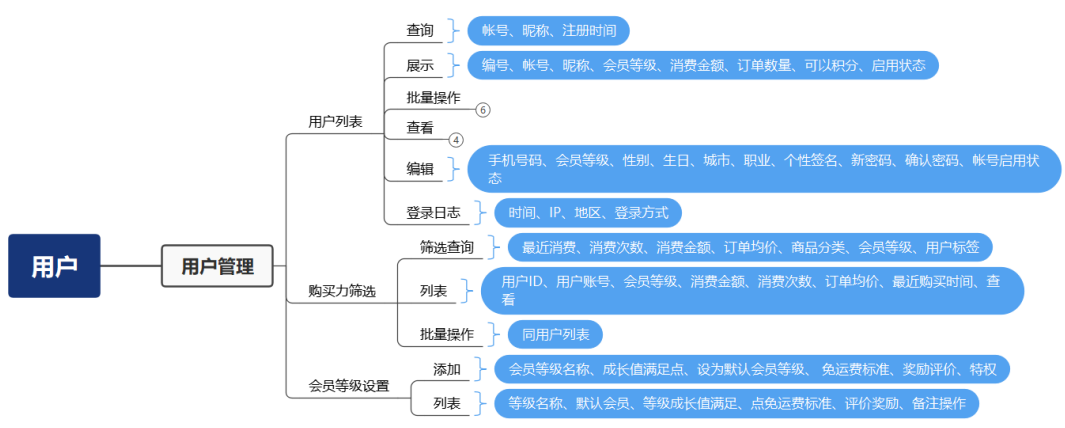 用户
用户管理
用户列表
查询
帐号、昵称、注册时间
展示
编号、帐号、昵称、会员等级、消费金额、订单数量、可以积分、启用状态
批量操作
6
查看
4
编辑
手机号码、会员等级、性别、生日、城市、职业、个性签名、新密码、确认密码、帐号启用状
态
登录日志
时间、IP、地区、登录方式
购买力筛选
筛选查询
最近消费、消费次数、消费金额、订单均价、商品分类、会员等级、用户标签
列表
用户ID、用户账号、会员等级、消费金额、消费次数、订单均价、最近购买时间、查
看
批量操作
同用户列表
会员等级设置
添加
会员等级名称、成长值满足点、设为默认会员等级、 免运费标准、奖励评价、特权
列表
等级名称、默认会员、等级成长值满足、点免运费标准、评价奖励、备注操作